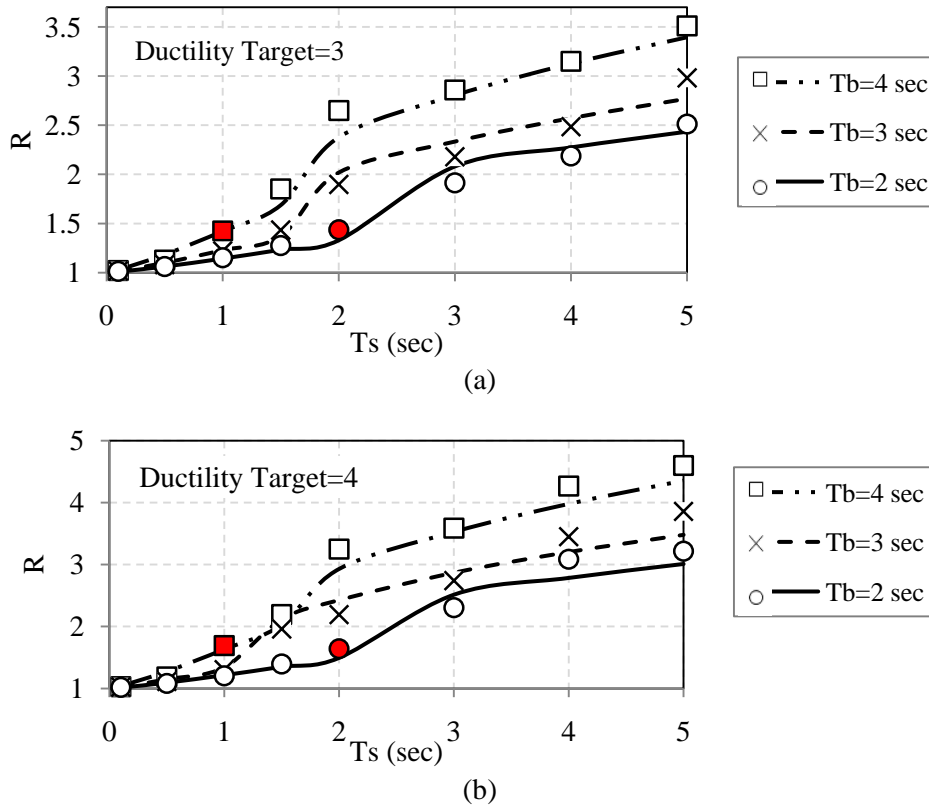 3.5
3
2.5
2
1.5
1
R
Ductility Target=3
0 1 2 3 4 5
Ts (sec)
Tb=4 sec
Tb=3 sec
Tb=2 sec
(a)
5
4
3
2
1
R
Ductility Target=4
0 1 2 3 4 5
Ts (sec)
Tb=4 sec
Tb=3 sec
Tb=2 sec
(b)